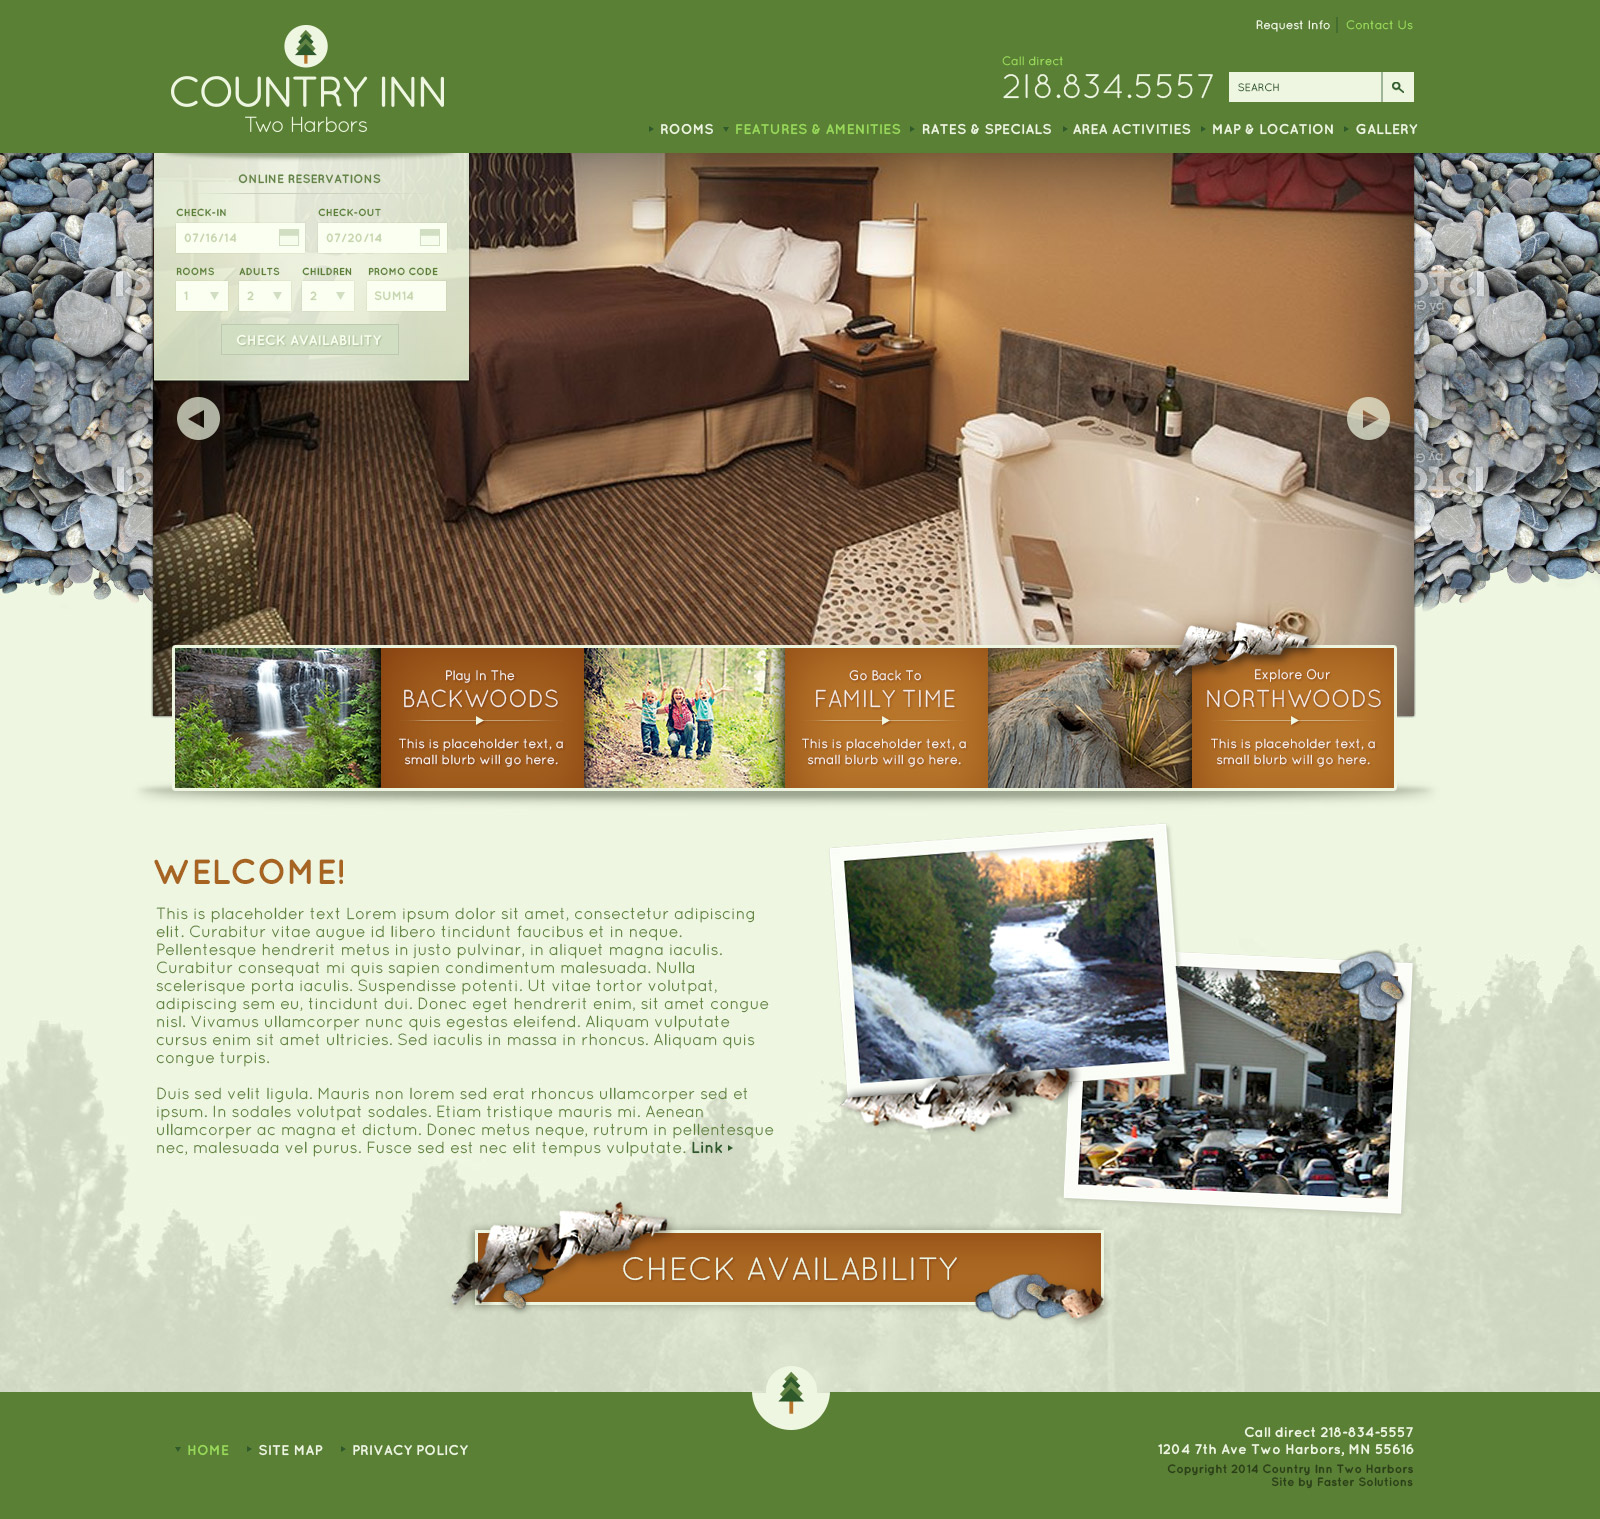 Request Info
Contact Us
COUNTRY INN
Two Harbors
Call direct
218.834.5557
SEARCH
ROOMS
FEATURES & AMENITIES
RATES & SPECIALS
AREA ACTIVITIES
MAP & LOCATION
GALLERY
ONLINE RESERVATIONS
CHECK-IN
CHECK-OUT
07/16/14
07/20/14
ROOMS
ADULTS
CHILDREN
PROMO CODE
1
2
2
SUM14
CHECK AVAILABILITY
Play In The
BACKWOODS
This is placeholder text, a
small blurb will go here.
Go Back To
FAMILY TIME
This is placeholder text, a
small blurb will go here.
Explore Our
NORTHWOODS
This is placeholder text, a
small blurb will go here.
WELCOME!
This is placeholder text Lorem ipsum dolor sit amet, consectetur adipiscing
elit. Curabitur vitae augue id libero tincidunt faucibus et in neque.
Pellentesque hendrerit metus in justo pulvinar, in aliquet magna iaculis.
Curabitur consequat mi quis sapien condimentum malesuada. Nulla
scelerisque porta iaculis. Suspendisse potenti. Ut vitae tortor volutpat,
adipiscing sem eu, tincidunt dui. Donec eget hendrerit enim, sit amet congue
nisl. Vivamus ullamcorper nunc quis egestas eleifend. Aliquam vulputate
cursus enim sit amet ultricies. Sed iaculis in massa in rhoncus. Aliquam quis
congue turpis.
Duis sed velit ligula. Mauris non lorem sed erat rhoncus ullamcorper sed et
ipsum. In sodales volutpat sodales. Etiam tristique mauris mi. Aenean
ullamcorper ac magna et dictum. Donec metus neque, rutrum in pellentesque
nec, malesuada vel purus. Fusce sed est nec elit tempus vulputate. Link
CHECK AVAILABILITY
HOME
SITE MAP
PRIVACY POLICY
Call direct 218-834-5557
1204 7th Ave Two Harbors, MN 55616
Copyright 2014 Country Inn Two Harbors
Site by Faster Solutions